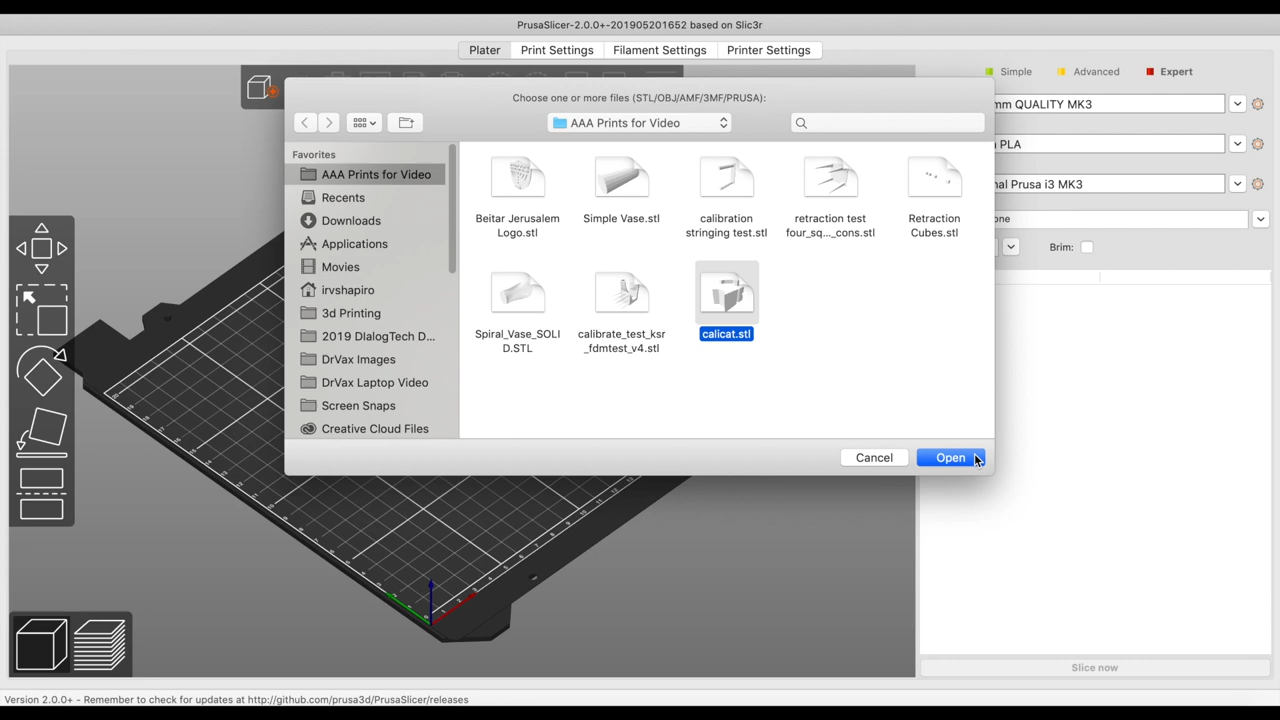 PrusaSlicer-2.0.0+-201905201652 based on Slic3r
Plater Print Settings Filament Settings Printer Settings
Simple Advanced Expert
Choose one or more files (STL/OBJ/AMF/3MF/PRUSA):
mm QUALITY MK3
AAA Prints for Video
PLA
Favorites
AAA Prints for Video
nal Prusa i3 MK3
Recents
Downloads
Applications
Movies
irvshapiro
3d Printing
2019 DIalogTech D...
DrVax Images
DrVax Laptop Video
Screen Snaps
Creative Cloud Files
Beitar Jerusalem
Logo.stl
Simple Vase.stl
calibration
stringing test.stl
retraction test
four_sq..._cons.stl
Retraction
Cubes.stl
Spiral_Vase_SOLI
D.STL
calibrate_test_ksr
_fdmtest_v4.stl
calicat.stl
one
Brim:
Cancel Open
Slice now
Version 2.0.0+ - Remember to check for updates at http://github.com/prusa3d/PrusaSlicer/releases